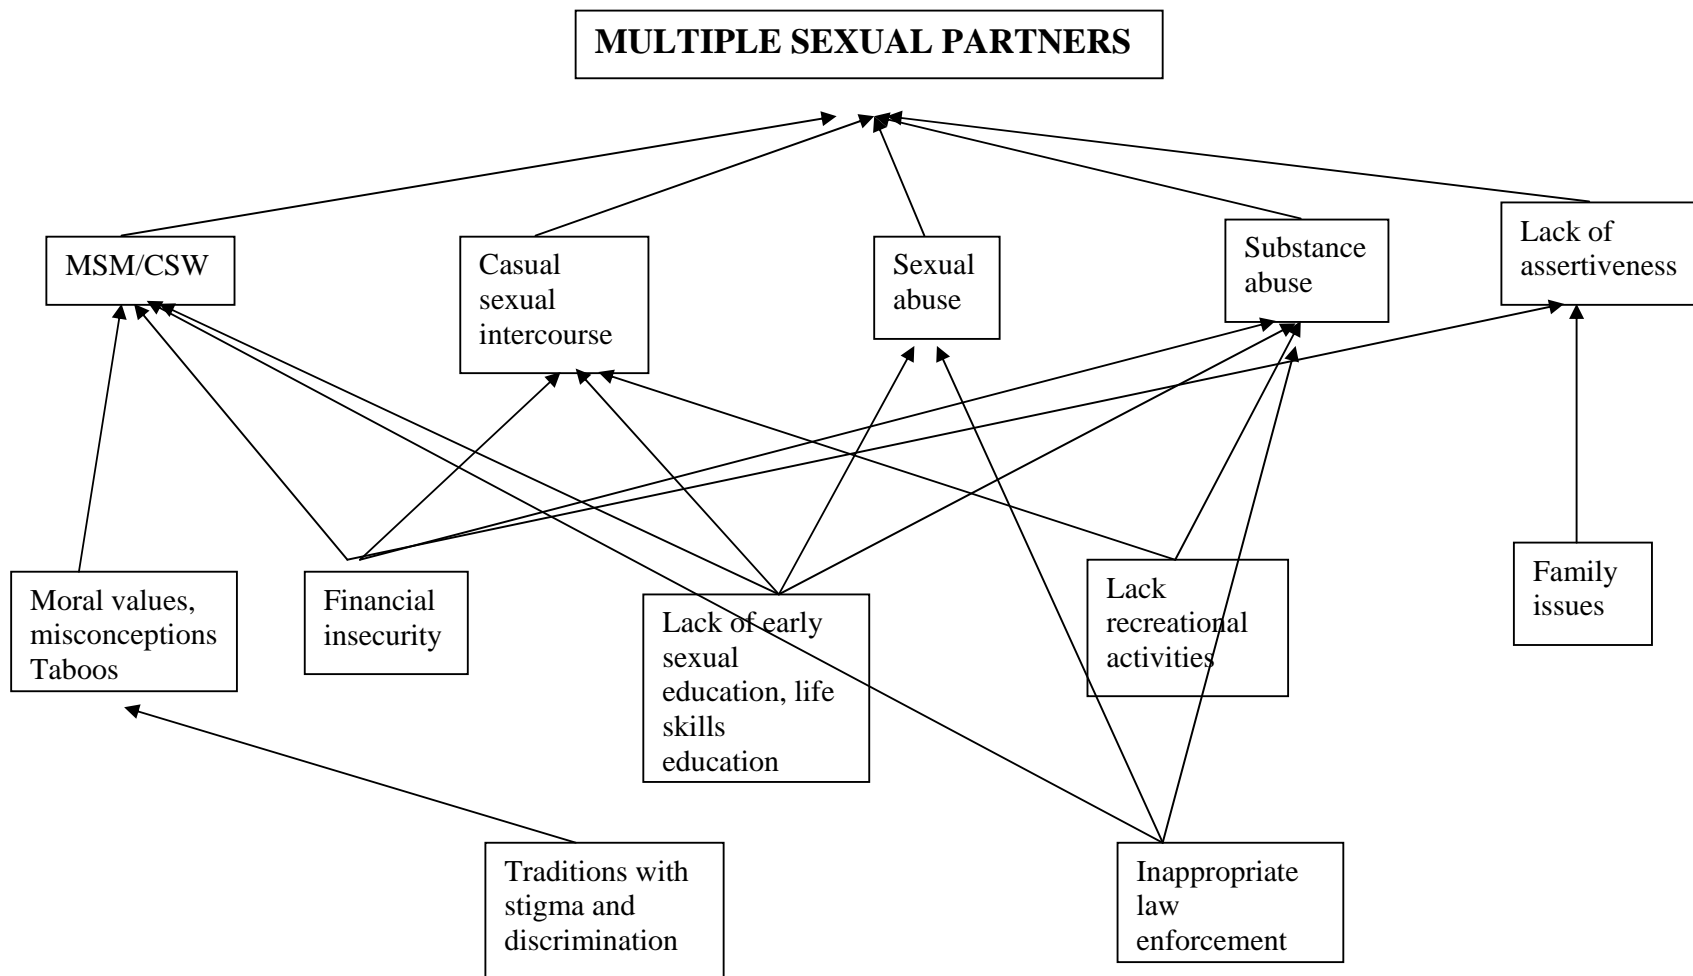 MULTIPLE SEXUAL PARTNERS
MSM/CSW
Casual
sexual
intercourse
Sexual
abuse
Substance
abuse
Lack of
assertiveness
Moral values,
misconceptions
Taboos
Financial
insecurity
Lack of early
sexual
education, life
skills
education
Lack
recreational
activities
Family
issues
Traditions with
stigma and
discrimination
Inappropriate
law
enforcement